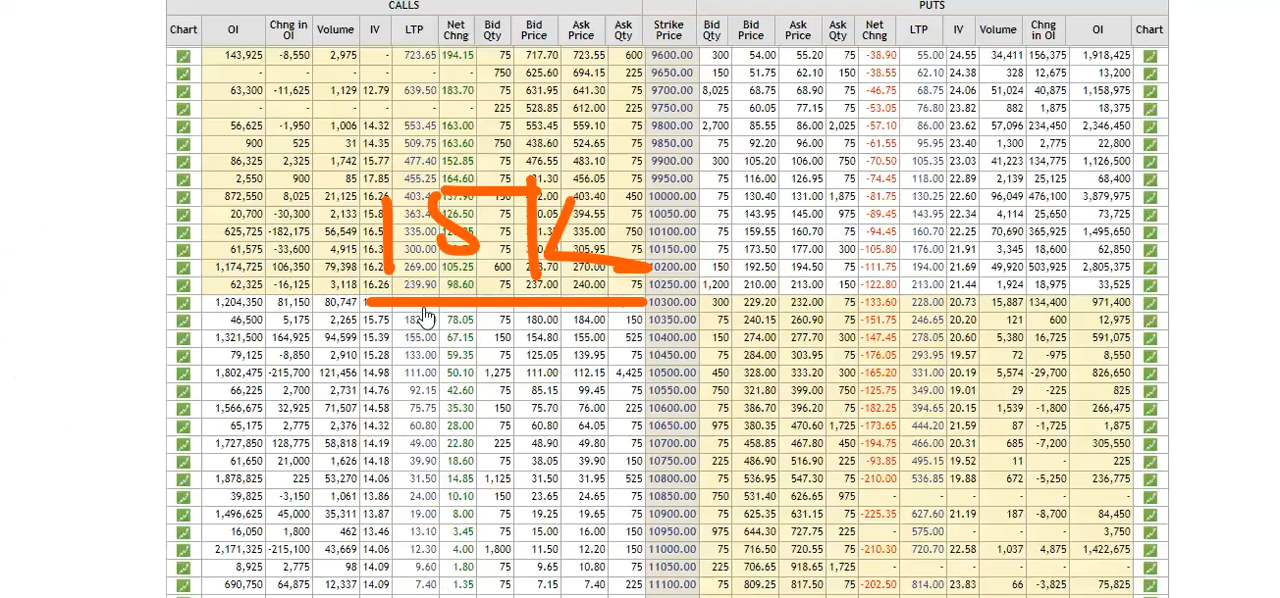 CALLS PUTS
Chart OI Chng in OI Volume IV LTP Net Chng Bid Qty Bid Price Ask Price Ask Qty Strike Price Bid Qty Bid Price Ask Price Ask Qty Net Chng LTP IV Volume Chng in OI OI Chart
143,925 -8,550 2,975 - 723.65 194.15 75 717.70 723.55 600 9600.00 300 54.00 55.20 75 -38.90 55.00 24.55 34,411 156,375 1,918,425
- - - - - - 750 625.60 694.15 225 9650.00 150 51.75 62.10 150 -38.55 62.10 24.38 328 12,675 13,200
63,300 -11,625 1,129 12.79 639.50 183.70 75 631.95 641.30 75 9700.00 8,025 68.75 68.90 75 -46.75 68.75 24.06 51,024 40,875 1,158,975
- - - - - - 225 528.85 612.00 225 9750.00 75 60.05 77.15 75 -53.05 76.80 23.82 882 1,875 18,375
56,625 -1,950 1,006 14.32 553.45 163.00 75 553.45 559.10 75 9800.00 2,700 85.55 86.00 2,025 -57.10 86.00 23.62 57,096 234,450 2,346,450
900 525 31 14.35 509.75 163.60 750 438.60 524.65 75 9850.00 150 92.20 96.00 75 -61.55 95.95 23.40 1,300 2,775 22,800
86,325 2,325 1,742 15.77 477.40 152.85 75 476.55 483.10 75 9900.00 300 105.20 106.00 750 -70.50 105.35 23.03 41,223 134,775 1,126,500
2,550 900 85 17.85 455.25 164.60 75 456.05 75 9950.00 75 116.00 126.95 75 -74.45 118.00 22.89 2,139 25,125 68,400
872,550 8,025 21,125 16.26 403.40 450 10000.00 75 130.40 131.00 1,875 -81.75 130.25 22.60 96,049 476,100 3,879,975
20,700 -30,300 2,133 126.50 75 394.55 75 10050.00 75 143.95 145.00 975 -89.45 143.95 22.34 4,114 25,650 73,725
625,725 -182,175 56,549 335.00 75 335.00 750 10100.00 75 159.55 160.70 75 -94.45 160.70 22.25 70,690 365,925 1,495,650
61,575 -33,600 4,915 300.00 75 305.95 75 10150.00 75 173.50 177.00 300 -105.80 176.00 21.91 3,345 18,600 62,850
1,174,725 106,350 79,398 269.00 105.25 600 270.00 10200.00 150 192.50 194.50 75 -111.75 194.00 21.69 49,920 503,925 2,805,375
62,325 -16,125 3,118 16.26 239.90 98.60 75 237.00 240.00 75 10250.00 1,200 210.00 213.00 150 -122.80 213.00 21.44 1,924 18,975 33,525
1,204,350 81,150 80,747 10300.00 300 229.20 232.00 75 -133.60 228.00 20.73 15,887 134,400 971,400
46,500 5,175 2,265 15.75 78.05 75 180.00 184.00 150 10350.00 75 240.15 260.90 75 -151.75 246.65 20.20 121 600 12,975
1,321,500 164,925 94,599 15.39 155.00 67.15 150 154.80 155.00 525 10400.00 150 274.00 277.70 300 -147.45 278.05 20.60 5,380 16,725 591,075
79,125 -8,850 2,910 15.28 133.00 59.35 75 125.05 139.95 75 10450.00 75 284.00 303.95 75 -176.05 293.95 19.57 72 -975 8,550
1,802,475 -215,700 121,456 14.98 111.00 50.10 1,275 111.00 112.15 4,425 10500.00 450 328.00 333.20 300 -165.20 331.00 20.19 5,574 -29,700 826,650
66,225 2,700 2,731 14.76 92.15 42.60 75 85.15 99.45 75 10550.00 75 321.80 399.00 750 -125.75 349.00 19.01 29 -225 825
1,566,675 32,925 71,507 14.58 75.75 35.30 150 75.70 76.00 225 10600.00 75 386.70 396.20 75 -182.25 394.65 20.15 1,539 -1,800 266,475
65,175 2,775 2,376 14.32 60.80 28.00 75 60.80 64.05 75 10650.00 975 380.35 470.60 1,725 -173.65 444.20 21.59 87 -1,725 1,875
1,727,850 128,775 58,818 14.19 49.00 22.80 225 48.90 49.80 75 10700.00 75 458.85 467.80 450 -194.75 466.00 20.31 685 -7,200 305,550
61,650 21,000 1,626 14.18 39.90 18.60 75 38.05 39.90 150 10750.00 225 486.90 516.90 225 -93.85 495.15 19.52 11 - 225
1,878,825 225 53,270 14.06 31.50 14.85 1,125 31.50 31.95 525 10800.00 75 536.95 547.30 225 -210.00 536.85 19.88 672 -5,250 236,775
39,825 -3,150 1,061 13.86 24.00 10.10 150 23.65 24.65 75 10850.00 750 531.40 626.65 975 - - - - - -
1,496,625 45,000 35,311 13.87 19.00 8.00 75 19.25 19.65 75 10900.00 75 625.35 631.15 75 -225.35 627.60 21.19 187 -8,700 84,450
16,050 1,800 462 13.46 13.10 3.45 75 15.00 16.00 150 10950.00 975 644.30 727.75 225 - 575.00 - - - 3,750
2,171,325 -215,100 43,669 14.06 12.30 4.00 1,800 11.50 12.20 150 11000.00 75 716.50 720.55 75 -210.30 720.70 22.58 1,037 4,875 1,422,675
8,925 2,775 98 14.09 9.60 1.80 75 9.65 10.80 75 11050.00 225 706.65 918.65 1,725 - - - - - -
690,750 64,875 12,337 14.09 7.40 1.35 75 7.15 7.40 225 11100.00 75 809.25 817.50 75 -202.50 814.00 23.83 66 -3,825 75,825